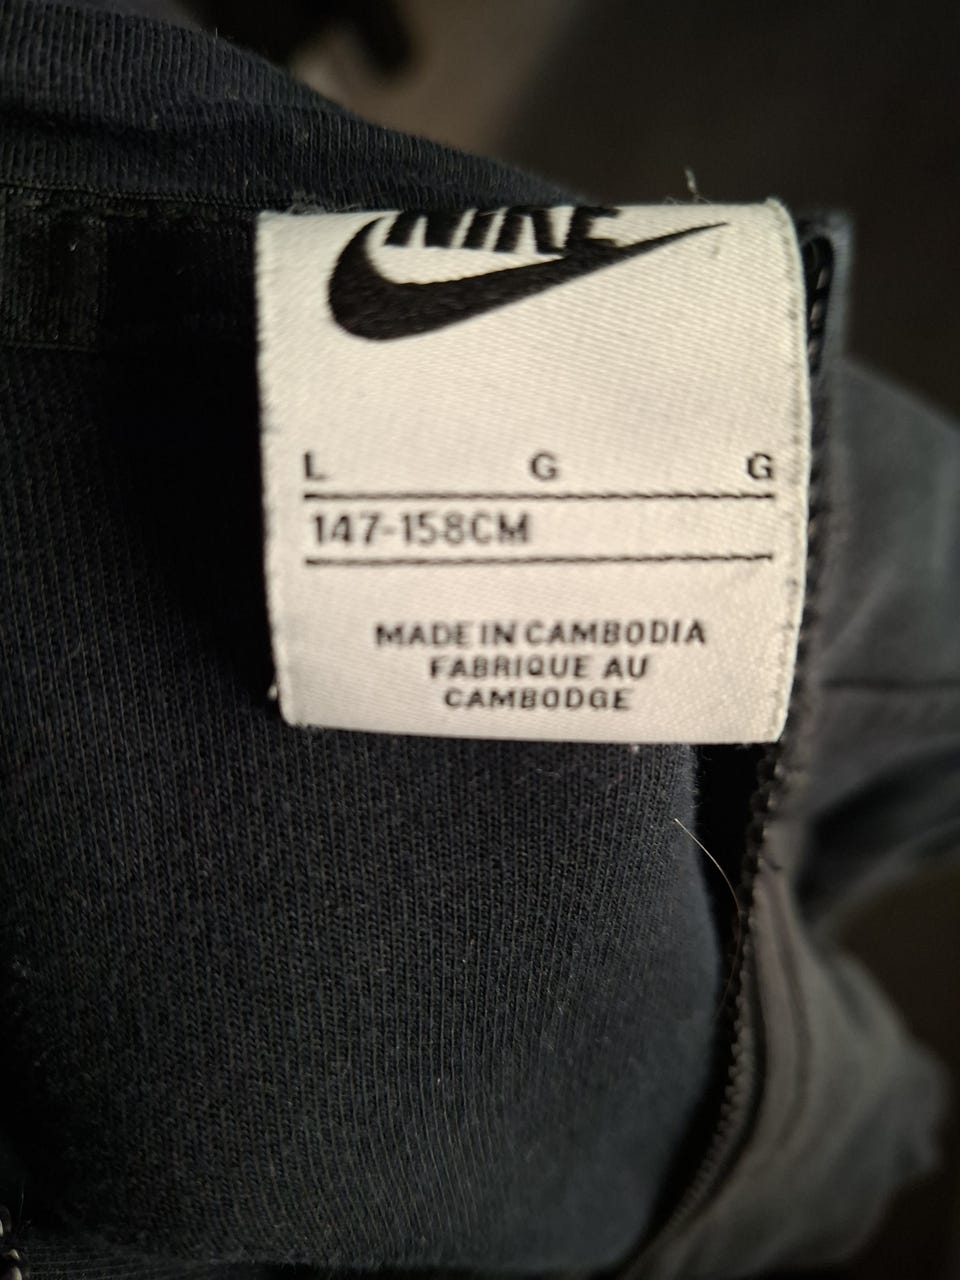 NIKE
L G G
147-158CM
MADE IN CAMBODIA
FABRIQUE AU
CAMBODGE